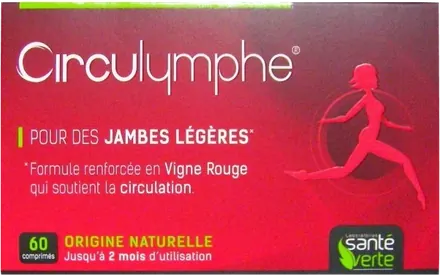 Circulymphe®
POUR DES JAMBES LÉGÈRES*
*Formule renforcée en Vigne Rouge
qui soutient la circulation.
60
comprimés
ORIGINE NATURELLE
Jusqu'à 2 mois d'utilisation
Laboratoires
santé
verte